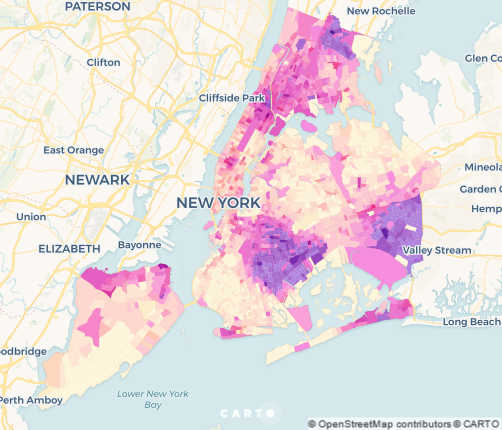 PATERSON
New Rochelle
Clifton
Glen Co
Cliffside Park
East Orange
Mineola
NEWARK
Garden C
NEW YORK
Hemp
Union
ELIZABETH
Bayonne
Valley Stream
Long Beach
oodbridge
Perth Amboy
Lower New York
Bay
CARTO
© OpenStreetMap contributors © CARTO